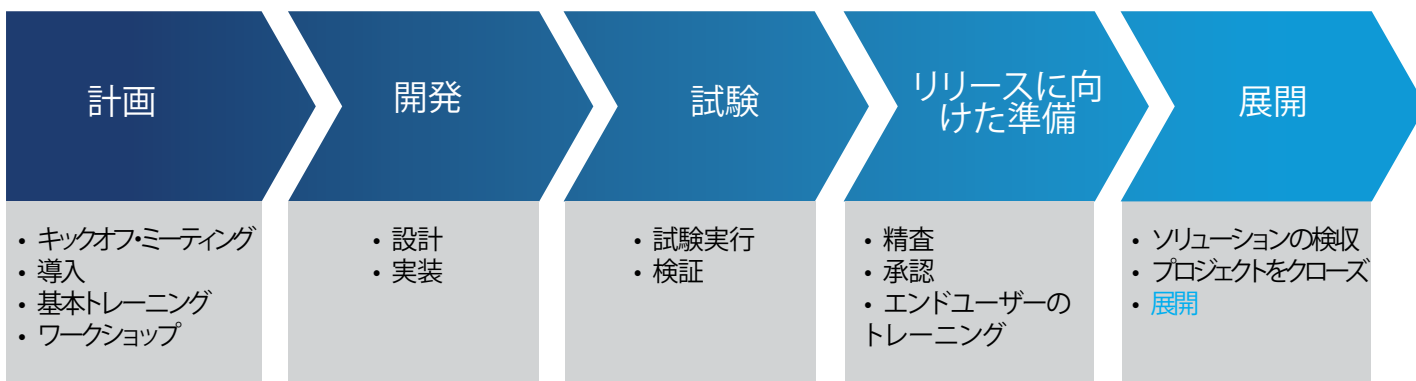 計画
開発
試験
リリースに向
けた準備
展開
• キックオフ・ミーティング
• 導入
• 基本トレーニング
• ワークショップ
• 設計
• 実装
• 試験実行
• 検証
• 精査
• 承認
• エンドユーザーの
トレーニング
• ソリューションの検収
• プロジェクトをクローズ
• 展開